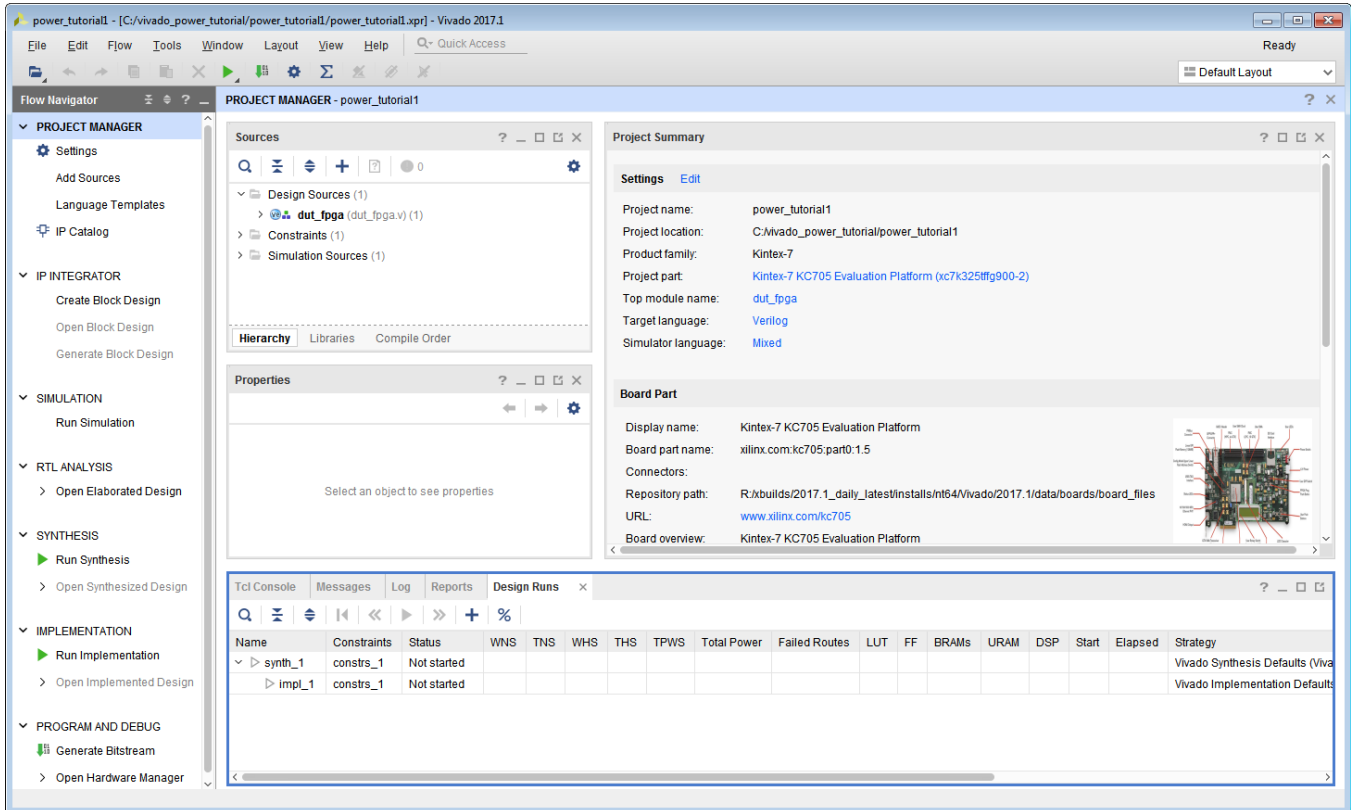 power_tutorial1 - [C:/vivado_power_tutorial/power_tutorial1/power_tutorial1.xpr] - Vivado 2017.1
File Edit Flow Tools Window Layout View Help Quick Access Ready
Default Layout
Flow Navigator
PROJECT MANAGER
Settings
Add Sources
Language Templates
IP Catalog
IP INTEGRATOR
Create Block Design
Open Block Design
Generate Block Design
SIMULATION
Run Simulation
RTL ANALYSIS
Open Elaborated Design
SYNTHESIS
Run Synthesis
Open Synthesized Design
IMPLEMENTATION
Run Implementation
Open Implemented Design
PROGRAM AND DEBUG
Generate Bitstream
Open Hardware Manager
PROJECT MANAGER - power_tutorial1
Sources
0
Design Sources (1)
dut_fpga (dut_fpga.v) (1)
Constraints (1)
Simulation Sources (1)
Hierarchy Libraries Compile Order
Properties
Select an object to see properties
Project Summary
Settings Edit
Project name: power_tutorial1
Project location: C:/vivado_power_tutorial/power_tutorial1
Product family: Kintex-7
Project part: Kintex-7 KC705 Evaluation Platform (xc7k325tffg900-2)
Top module name: dut_fpga
Target language: Verilog
Simulator language: Mixed
Board Part
Display name: Kintex-7 KC705 Evaluation Platform
Board part name: xilinx.com:kc705:part0:1.5
Connectors:
Repository path: R:/xbuilds/2017.1_daily_latest/installs/nt64/Vivado/2017.1/data/boards/board_files
URL: www.xilinx.com/kc705
Board overview: Kintex-7 KC705 Evaluation Platform
Tcl Console Messages Log Reports Design Runs
Name Constraints Status WNS TNS WHS THS TPWS Total Power Failed Routes LUT FF BRAMs URAM DSP Start Elapsed Strategy
synth_1 constrs_1 Not started Vivado Synthesis Defaults (Viva
impl_1 constrs_1 Not started Vivado Implementation Defaults